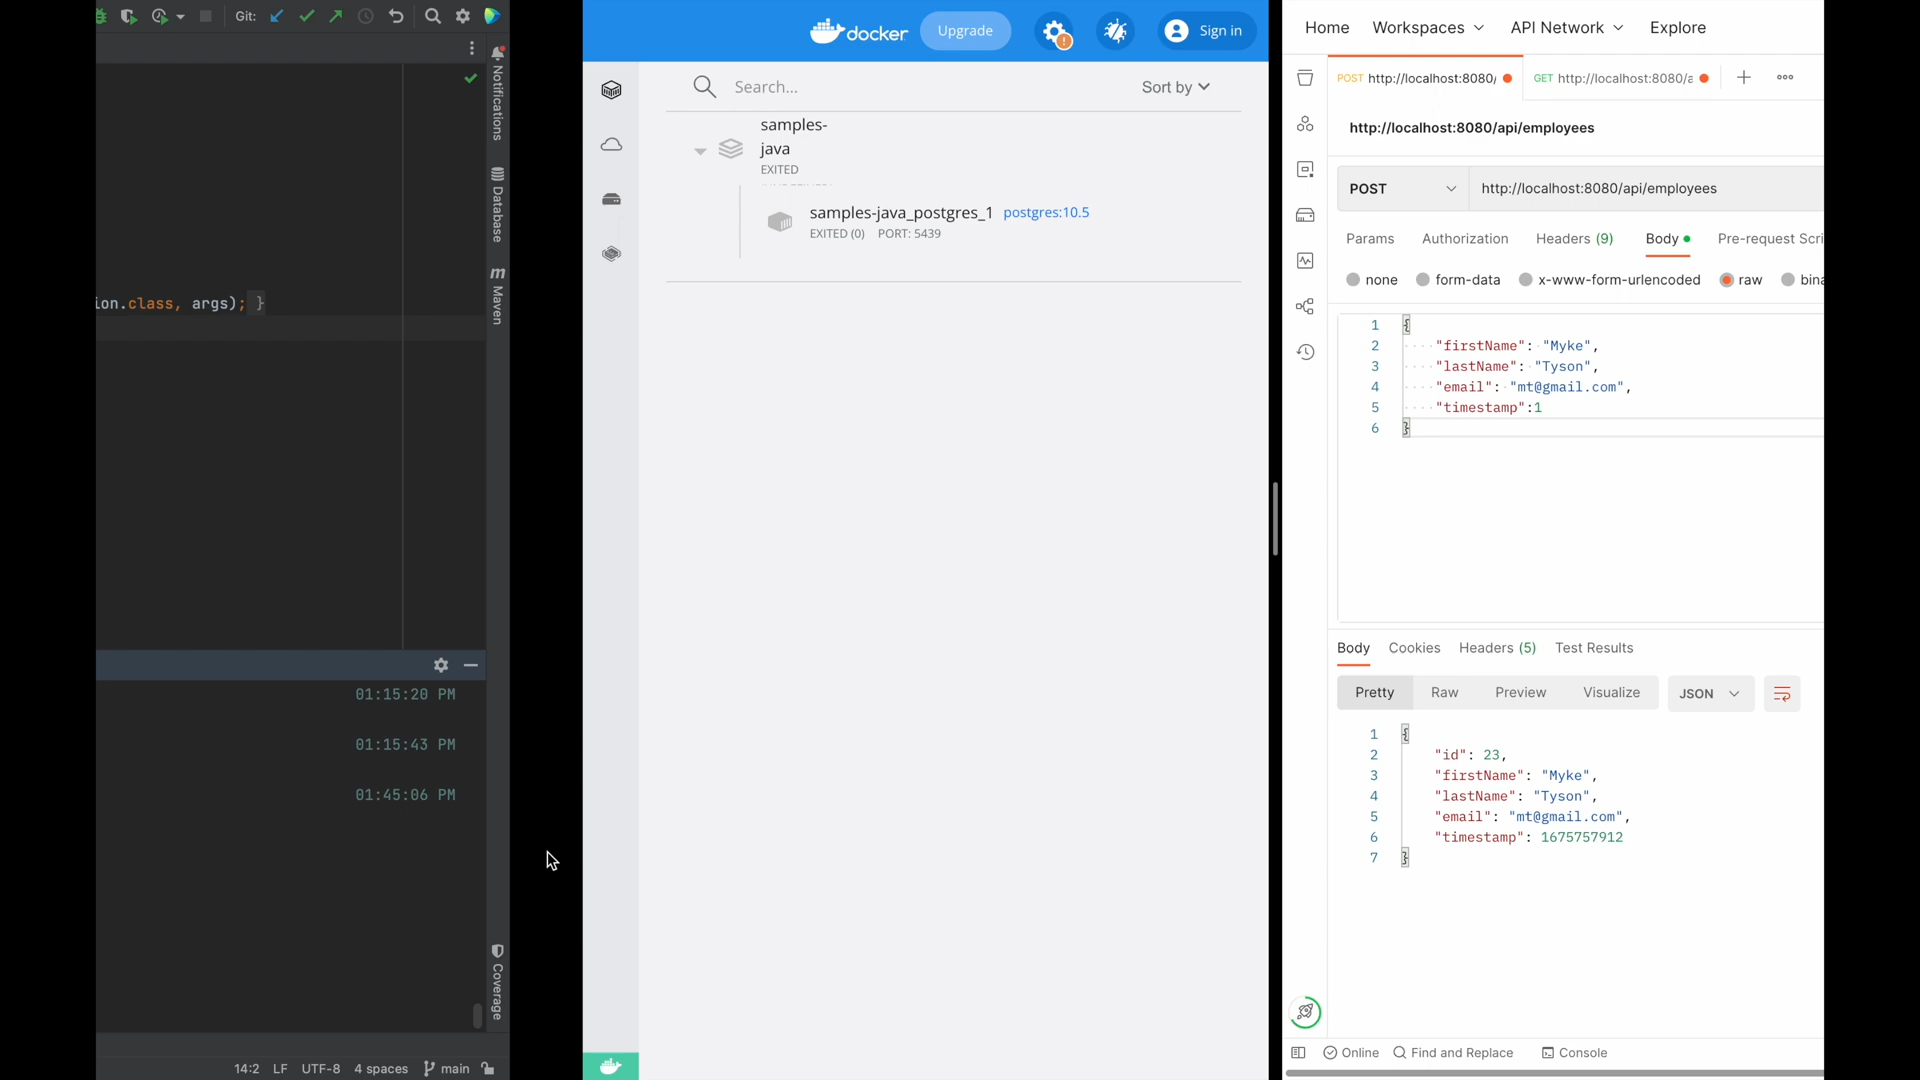 Git:
Notifications
Database
m
Maven
ion.class, args); }
01:15:20 PM
01:15:43 PM
01:45:06 PM
Coverage
14:2 LF UTF-8 4 spaces main
docker
Upgrade
Sign in
Search...
Sort by
samples-
java
EXITED
samples-java_postgres_1 postgres:10.5
EXITED (0) PORT: 5439
Home Workspaces API Network Explore
POST http://localhost:8080/ GET http://localhost:8080/a
http://localhost:8080/api/employees
POST http://localhost:8080/api/employees
Params Authorization Headers (9) Body Pre-request Scri
none form-data x-www-form-urlencoded raw bina
1 {
2 "firstName": "Myke",
3 "lastName": "Tyson",
4 "email": "mt@gmail.com",
5 "timestamp":1
6 }
Body Cookies Headers (5) Test Results
Pretty Raw Preview Visualize JSON
1 {
2 "id": 23,
3 "firstName": "Myke",
4 "lastName": "Tyson",
5 "email": "mt@gmail.com",
6 "timestamp": 1675757912
7 }
Online Find and Replace Console